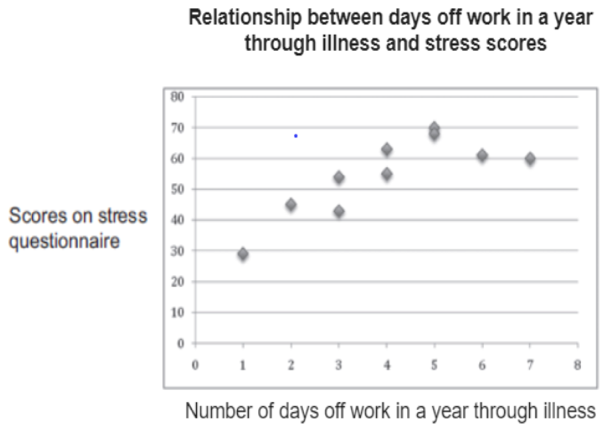 Relationship between days off work in a year
through illness and stress scores
80
70
60
50
40
30
20
10
0
Scores on stress
questionnaire
0 1 2 3 4 5 6 7 8
Number of days off work in a year through illness